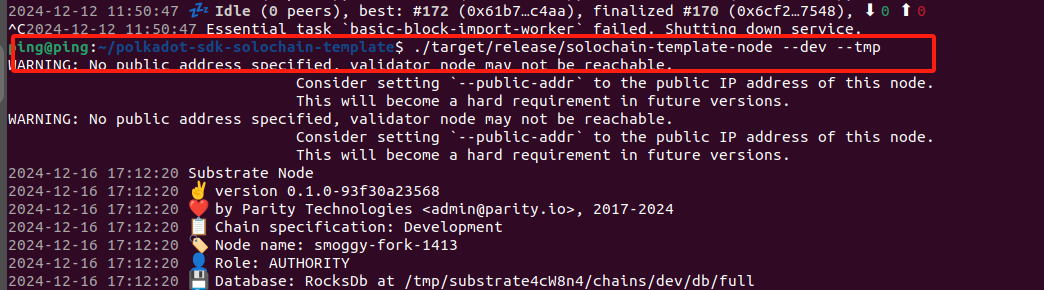 2024-12-12 11:50:47 💤 Idle (0 peers), best: #172 (0x61b7…c4aa), finalized #170 (0x6cf2…7548), ⬇ 0 ⬆ 0
^C2024-12-12 11:50:47 Essential task `basic-block-import-worker` failed. Shutting down service.
ping@ping:~/polkadot-sdk-solochain-template$ ./target/release/solochain-template-node --dev --tmp
WARNING: No public address specified, validator node may not be reachable.
Consider setting `--public-addr` to the public IP address of this node.
This will become a hard requirement in future versions.
WARNING: No public address specified, validator node may not be reachable.
Consider setting `--public-addr` to the public IP address of this node.
This will become a hard requirement in future versions.
2024-12-16 17:12:20 Substrate Node
2024-12-16 17:12:20 ✌️ version 0.1.0-93f30a23568
2024-12-16 17:12:20 ❤️ by Parity Technologies <admin@parity.io>, 2017-2024
2024-12-16 17:12:20 📋 Chain specification: Development
2024-12-16 17:12:20 🏷 Node name: smoggy-fork-1413
2024-12-16 17:12:20 👤 Role: AUTHORITY
2024-12-16 17:12:20 💾 Database: RocksDb at /tmp/substrate4cW8n4/chains/dev/db/full